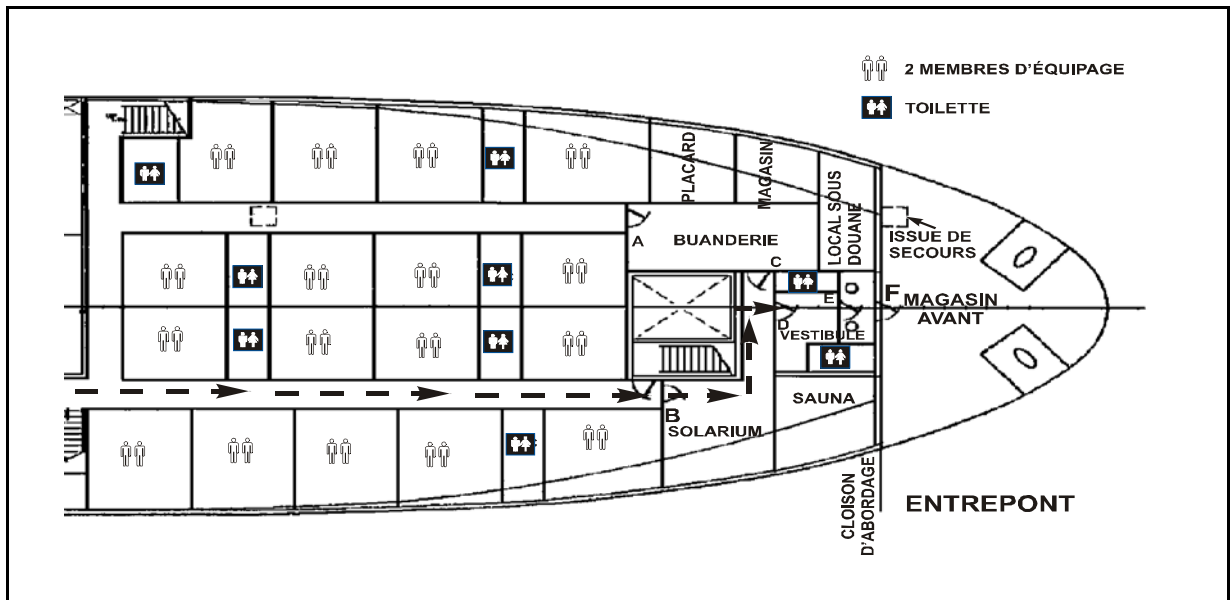 2 MEMBRES D'ÉQUIPAGE
TOILETTE
PLACARD
MAGASIN
LOCAL SOUS
DOUANE
A
BUANDERIE
C
ISSUE DE
SECOURS
E
F
MAGASIN
AVANT
D
VESTIBULE
B
SOLARIUM
SAUNA
CLOISON
D'ABORDAGE
ENTREPONT